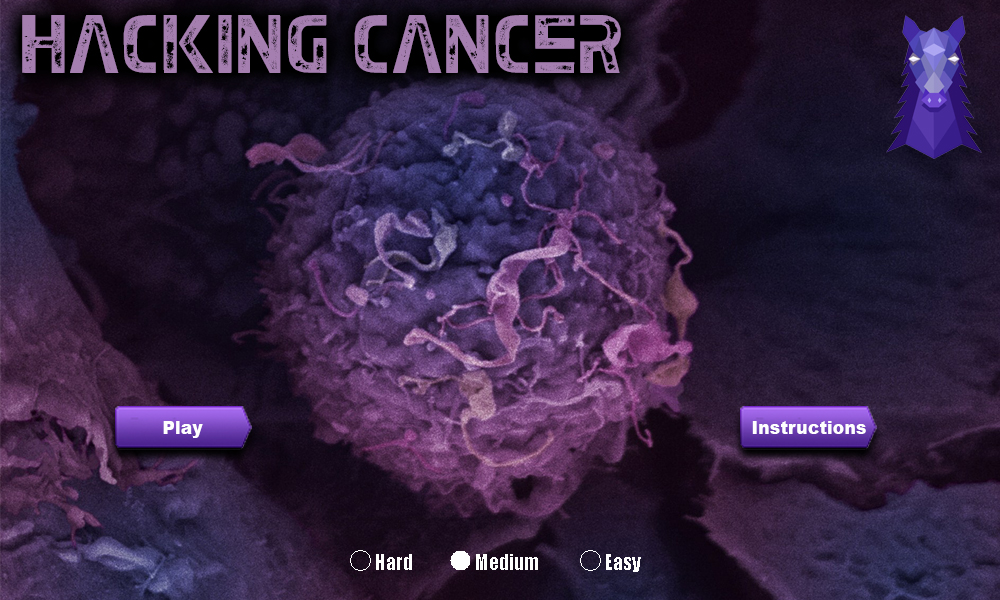 HACKING CANCER
Play
Instructions
Hard
Medium
Easy